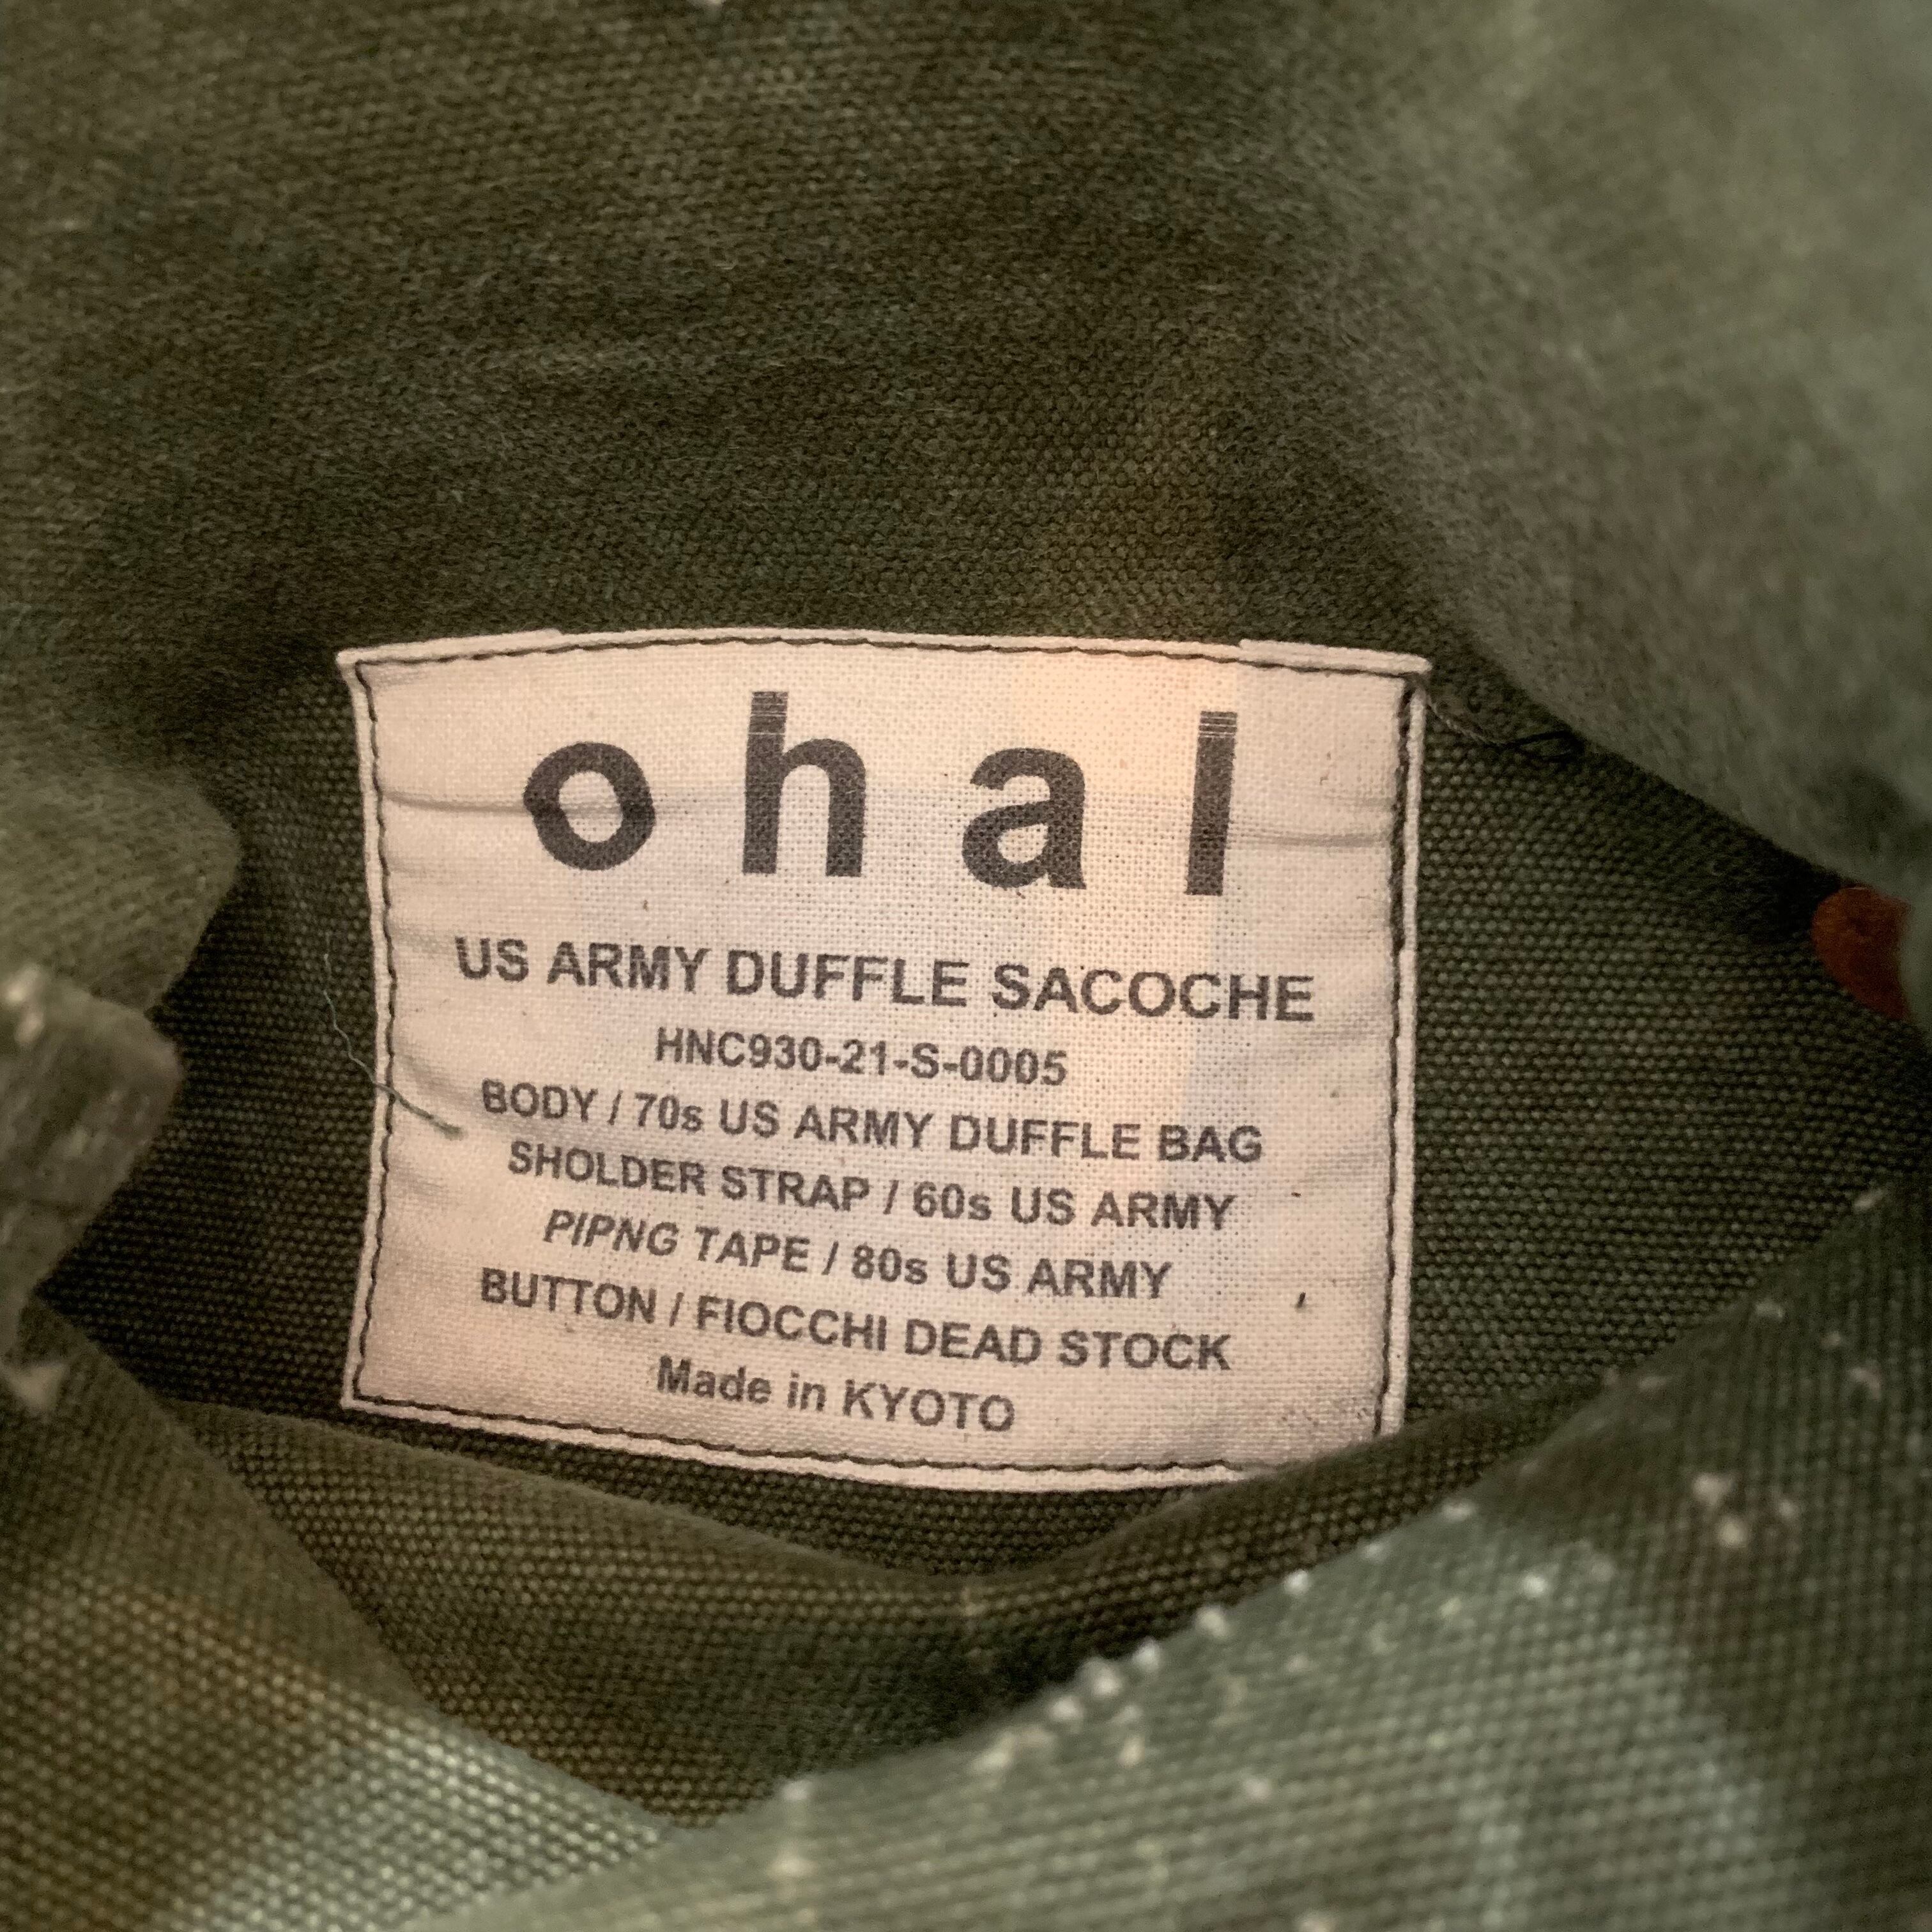 ohal
US ARMY DUFFLE SACOCHE
HNC930-21-S-0005
BODY / 70s US ARMY DUFFLE BAG
SHOLDER STRAP / 60s US ARMY
PIPNG TAPE / 80s US ARMY
BUTTON / FIOCCHI DEAD STOCK
Made in KYOTO